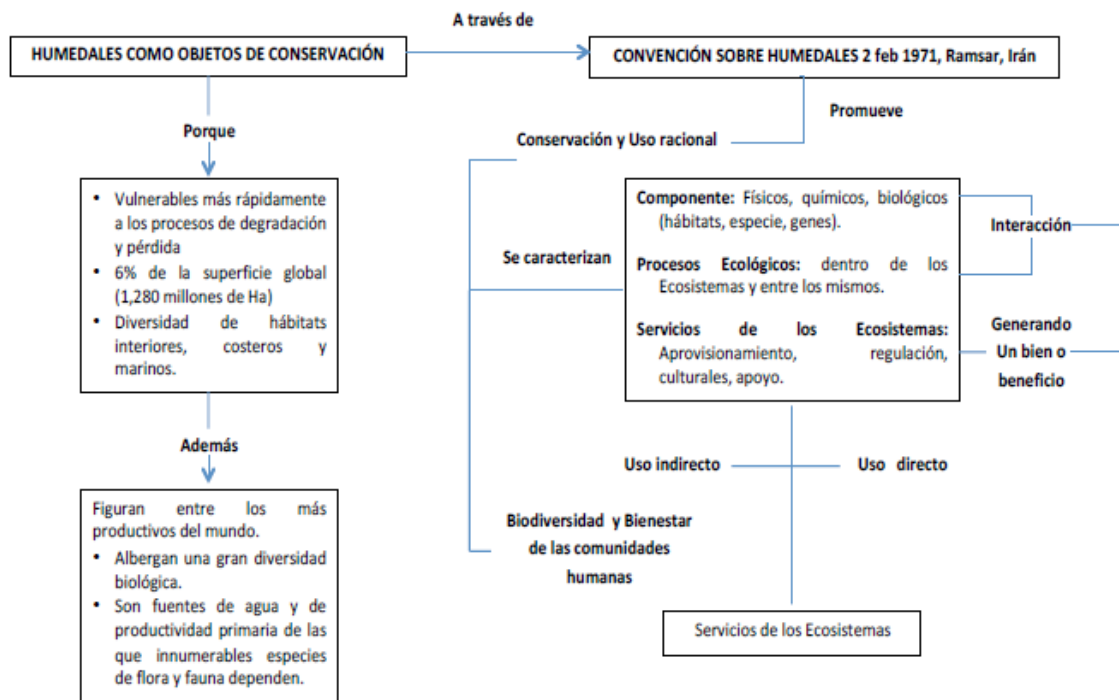 A través de
HUMEDALES COMO OBJETOS DE CONSERVACIÓN
CONVENCIÓN SOBRE HUMEDALES 2 feb 1971, Ramsar, Irán
Porque
• Vulnerables más rápidamente
a los procesos de degradación
y pérdida
• 6% de la superficie global
(1,280 millones de Ha)
• Diversidad de hábitats
interiores, costeros y
marinos.
Además
Figuran entre los más
productivos del mundo.
• Albergan una gran diversidad
biológica.
• Son fuentes de agua y de
productividad primaria de las
que innumerables especies
de flora y fauna dependen.
Promueve
Conservación y Uso racional
Se caracterizan
Componente: Físicos, químicos, biológicos
(hábitats, especie, genes).
Procesos Ecológicos: dentro de los
Ecosistemas y entre los mismos.
Servicios de los Ecosistemas:
Aprovisionamiento, regulación,
culturales, apoyo.
Interacción
Generando
Un bien o
beneficio
Uso indirecto
Uso directo
Biodiversidad y Bienestar
de las comunidades
humanas
Servicios de los Ecosistemas